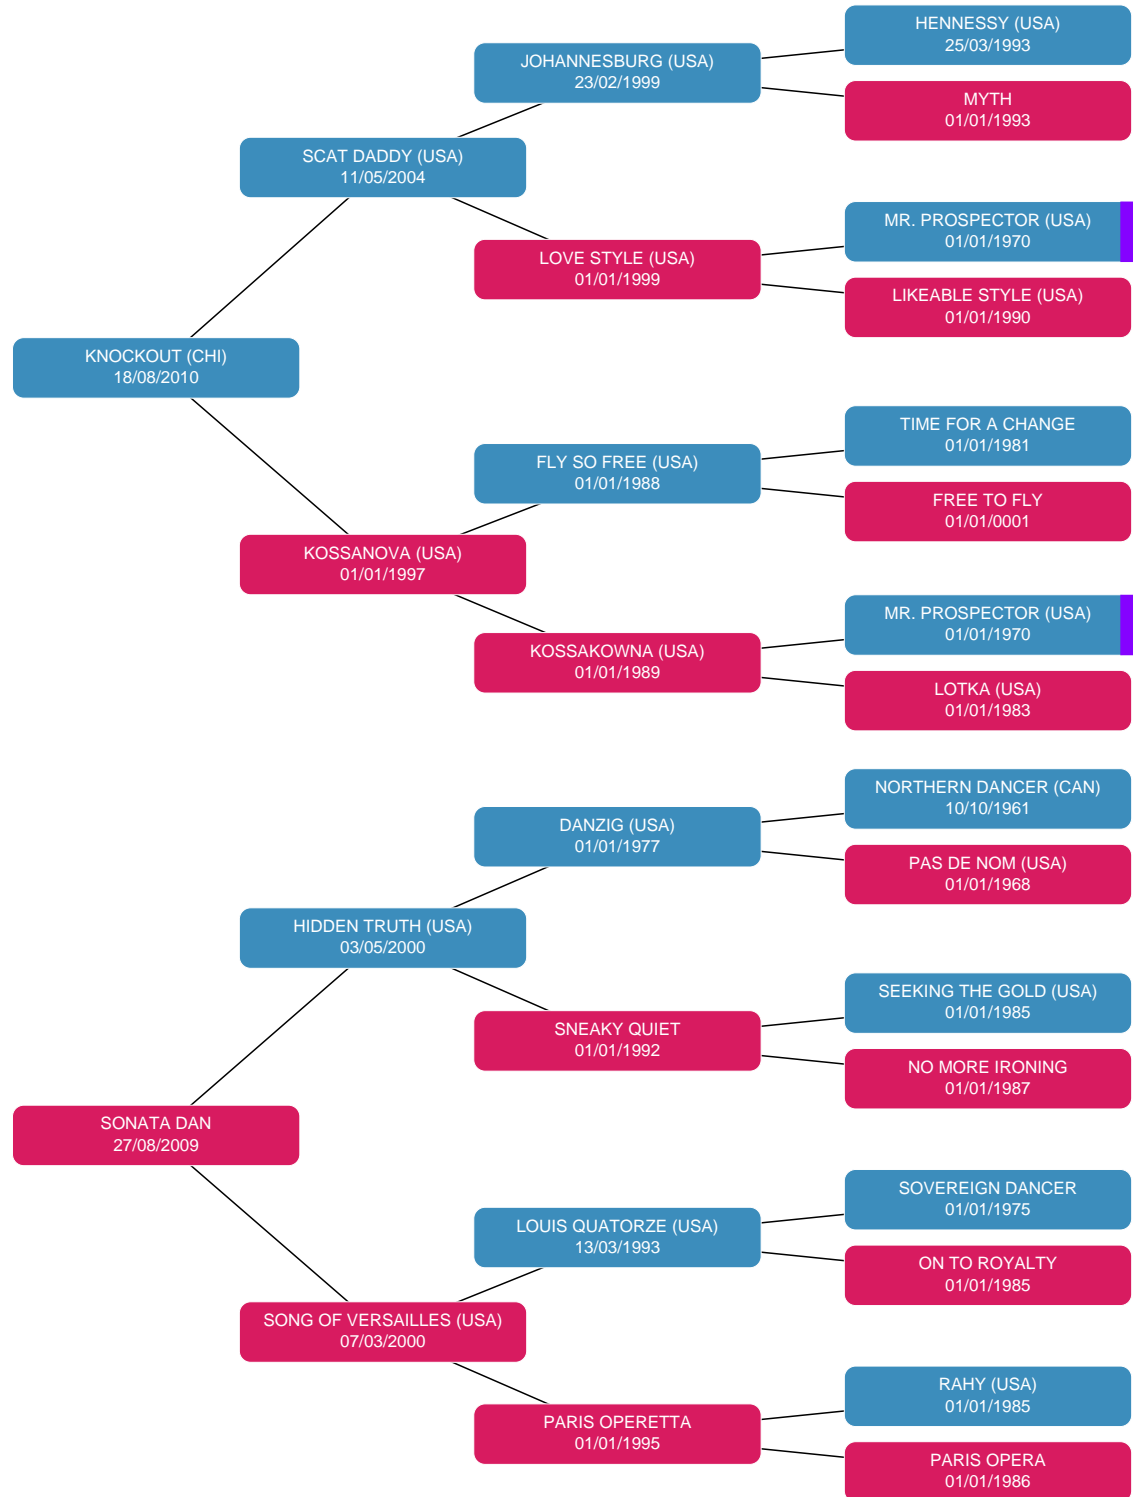 HENNESSY (USA)
25/03/1993
JOHANNESBURG (USA)
23/02/1999
MYTH
01/01/1993
SCAT DADDY (USA)
11/05/2004
MR. PROSPECTOR (USA)
01/01/1970
LOVE STYLE (USA)
01/01/1999
LIKEABLE STYLE (USA)
01/01/1990
KNOCKOUT (CHI)
18/08/2010
TIME FOR A CHANGE
01/01/1981
FLY SO FREE (USA)
01/01/1988
FREE TO FLY
01/01/0001
KOSSANOVA (USA)
01/01/1997
MR. PROSPECTOR (USA)
01/01/1970
KOSSAKOWNA (USA)
01/01/1989
LOTKA (USA)
01/01/1983
NORTHERN DANCER (CAN)
10/10/1961
DANZIG (USA)
01/01/1977
PAS DE NOM (USA)
01/01/1968
HIDDEN TRUTH (USA)
03/05/2000
SEEKING THE GOLD (USA)
01/01/1985
SNEAKY QUIET
01/01/1992
NO MORE IRONING
01/01/1987
SONATA DAN
27/08/2009
SOVEREIGN DANCER
01/01/1975
LOUIS QUATORZE (USA)
13/03/1993
ON TO ROYALTY
01/01/1985
SONG OF VERSAILLES (USA)
07/03/2000
RAHY (USA)
01/01/1985
PARIS OPERETTA
01/01/1995
PARIS OPERA
01/01/1986